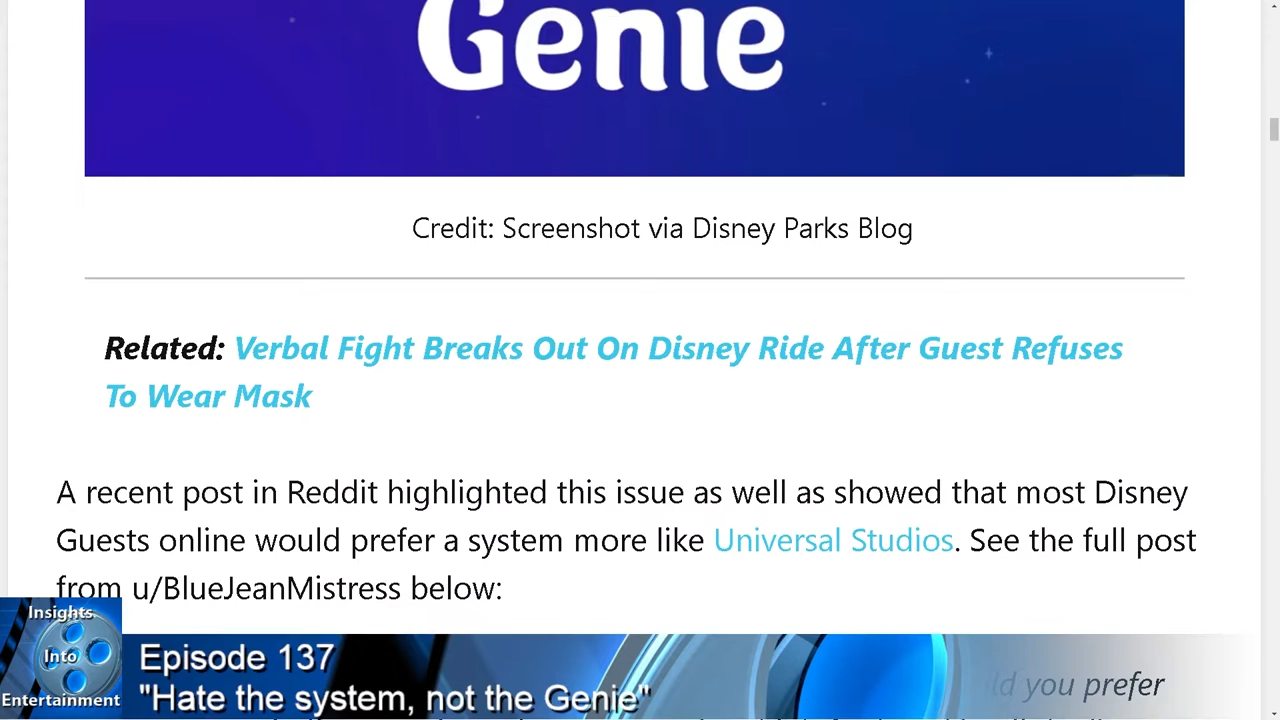 Genie
Credit: Screenshot via Disney Parks Blog
Related: Verbal Fight Breaks Out On Disney Ride After Guest Refuses
To Wear Mask
A recent post in Reddit highlighted this issue as well as showed that most Disney
Guests online would prefer a system more like Universal Studios. See the full post
from u/BlueJeanMistress below:
Insights
Into
Entertainment
Episode 137
"Hate the system, not the Genie"
you prefer